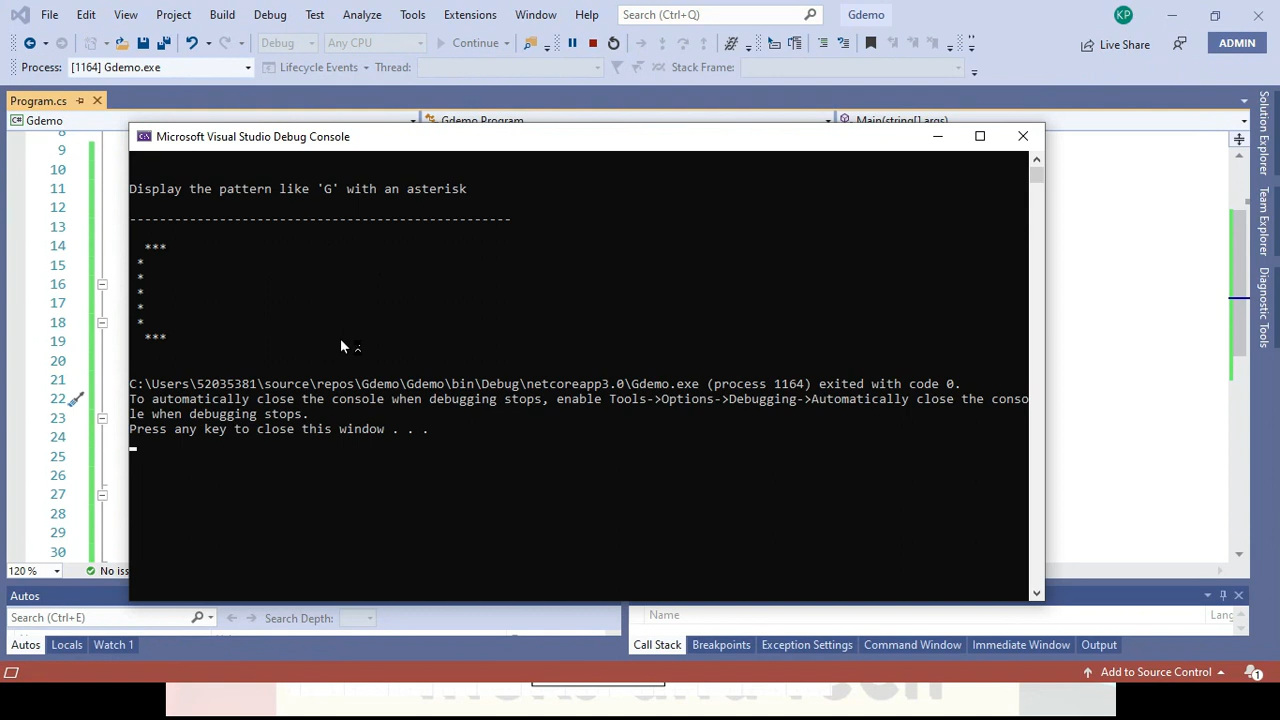 File Edit View Project Build Debug Test Analyze Tools Extensions Window Help Search (Ctrl+Q) Gdemo KP
Debug Any CPU Continue Live Share ADMIN
Process: [1164] Gdemo.exe Lifecycle Events Thread: Stack Frame:
Program.cs
Gdemo Gdemo.Program Main(string[] args)
Microsoft Visual Studio Debug Console
Display the pattern like 'G' with an asterisk
---------------------------------------------------
***
*
*
*
*
*
***
C:\Users\52035381\source\repos\Gdemo\Gdemo\bin\Debug\netcoreapp3.0\Gdemo.exe (process 1164) exited with code 0.
To automatically close the console when debugging stops, enable Tools->Options->Debugging->Automatically close the conso
le when debugging stops.
Press any key to close this window . . .
8
9
10
11
12
13
14
15
16
17
18
19
20
21
22
23
24
25
26
27
28
29
30
Solution Explorer
Team Explorer
Diagnostic Tools
120 % No iss
Autos
Search (Ctrl+E) Search Depth: Name Lang
Autos Locals Watch 1 Call Stack Breakpoints Exception Settings Command Window Immediate Window Output
Add to Source Control 1